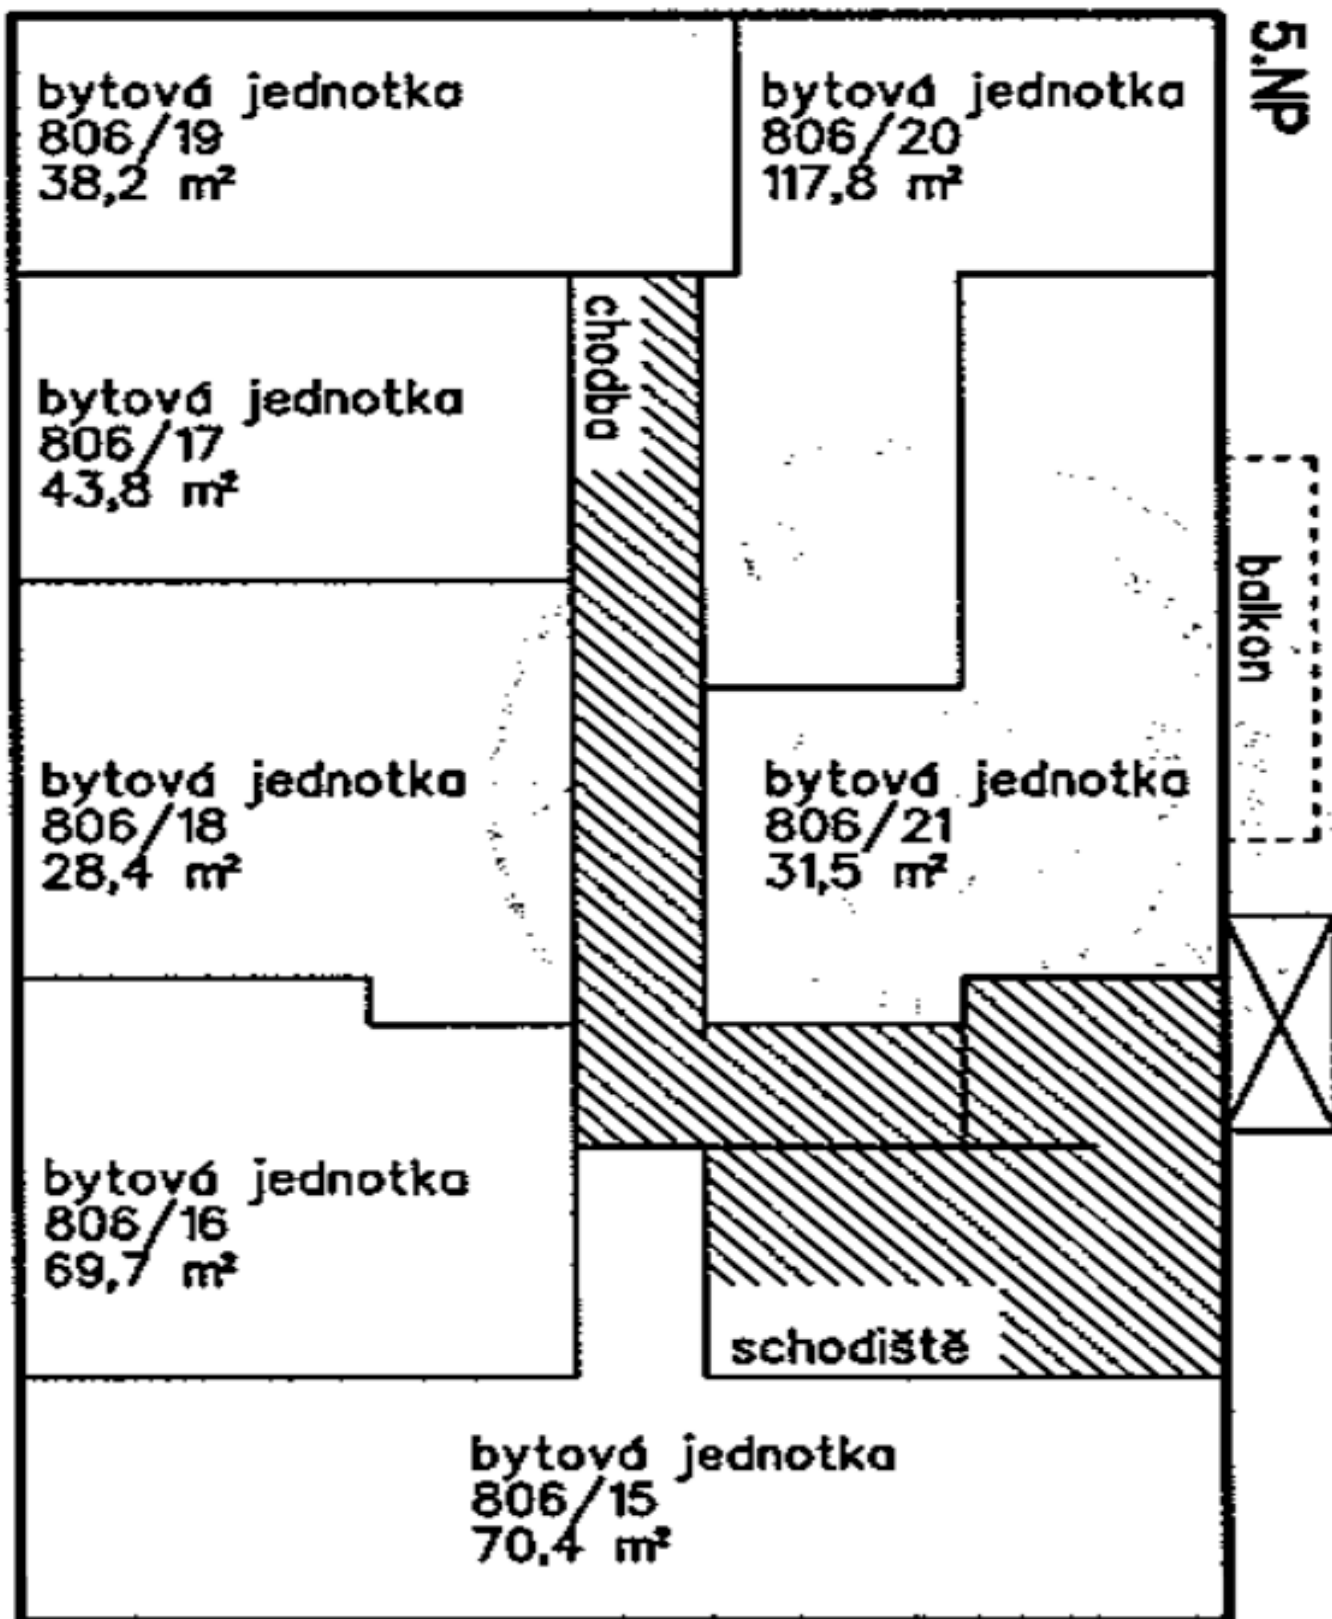 5.NP
bytová jednotka
806/19
38,2 m²
bytová jednotka
806/20
117,8 m²
chodba
bytová jednotka
806/17
43,8 m²
balkon
bytová jednotka
806/18
28,4 m²
bytová jednotka
806/21
31,5 m²
bytová jednotka
806/16
69,7 m²
schodiště
bytová jednotka
806/15
70,4 m²